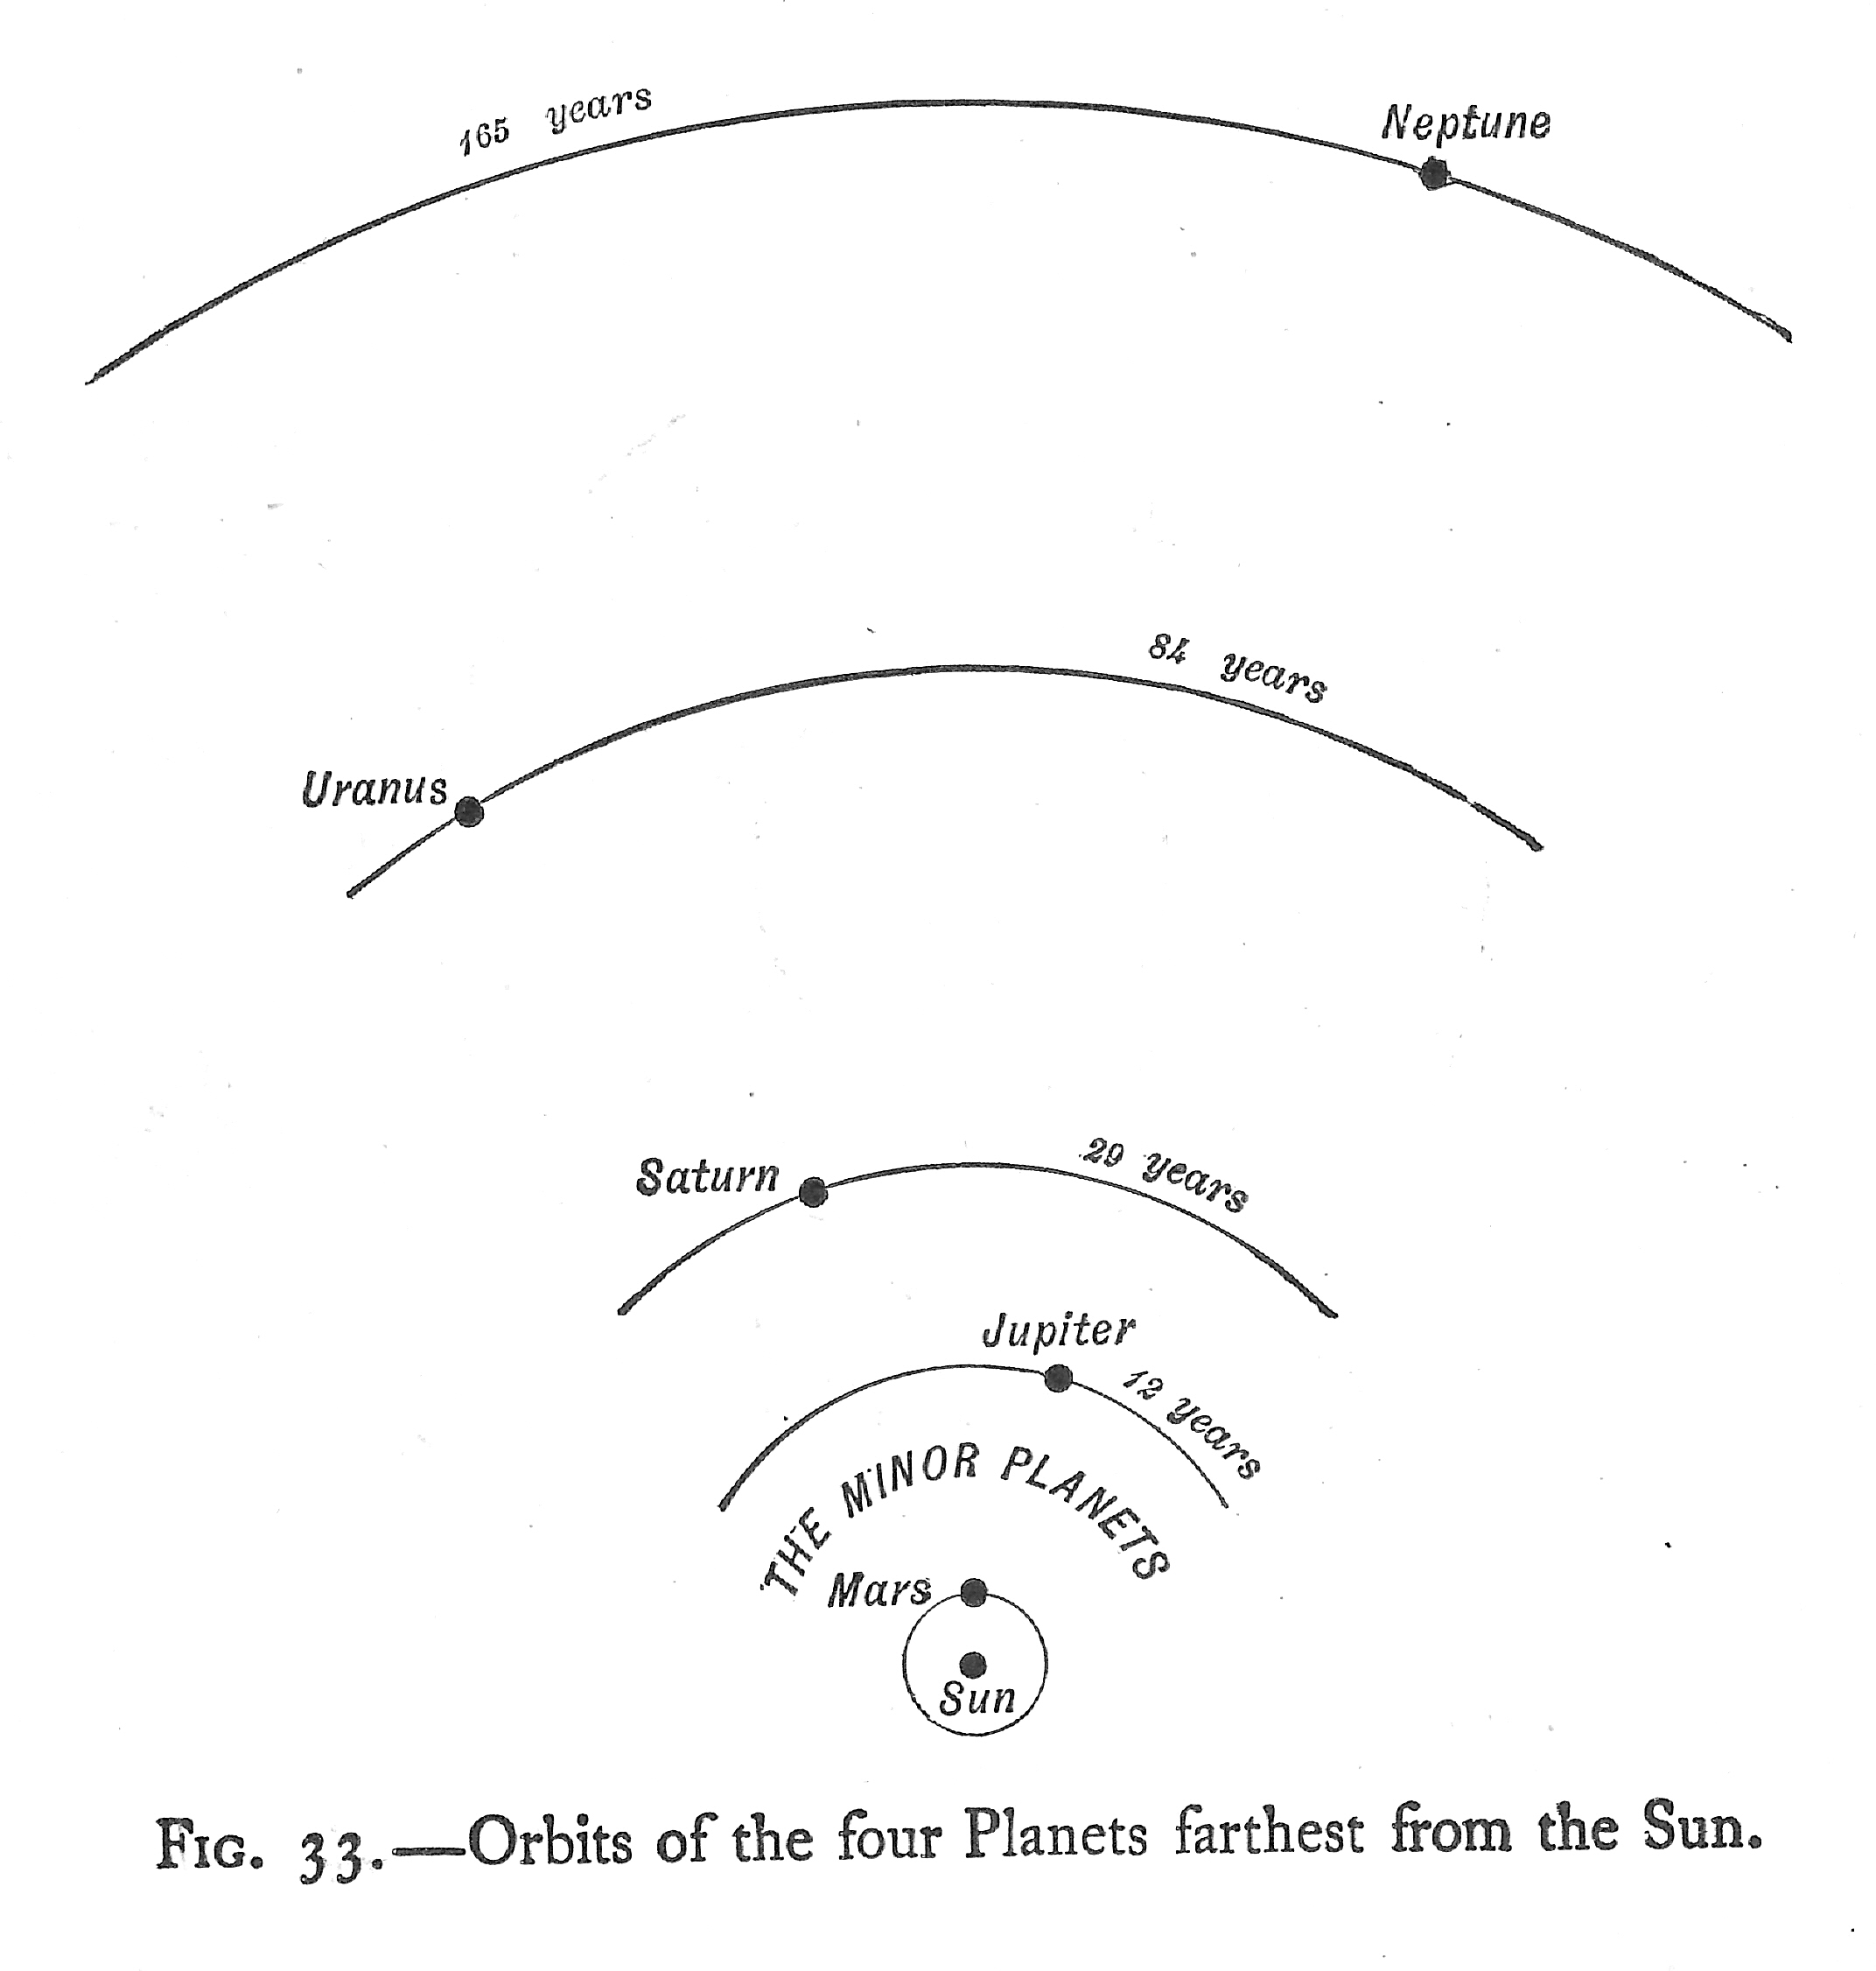 165 years
Neptune
84 years
Uranus
29 years
Saturn
Jupiter
12 years
THE MINOR PLANETS
Mars
Sun
FIG. 33.—Orbits of the four Planets farthest from the Sun.